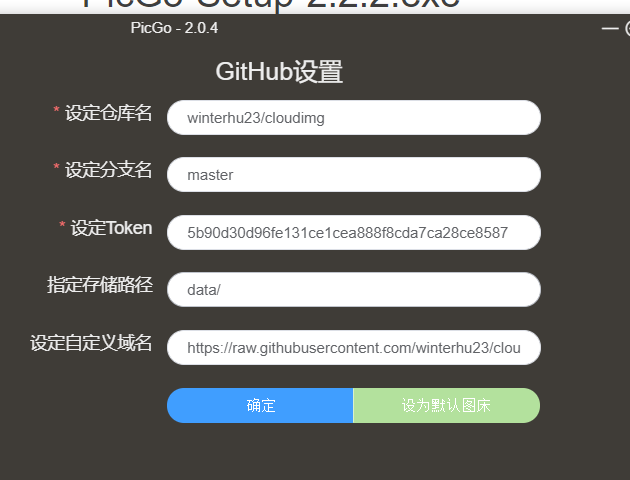 PicGo Setup 2.2.2.exe
PicGo - 2.0.4
GitHub设置
* 设定仓库名
winterhu23/cloudimg
* 设定分支名
master
* 设定Token
5b90d30d96fe131ce1cea888f8cda7ca28ce8587
指定存储路径
data/
设定自定义域名
https://raw.githubusercontent.com/winterhu23/clou
确定
设为默认图床